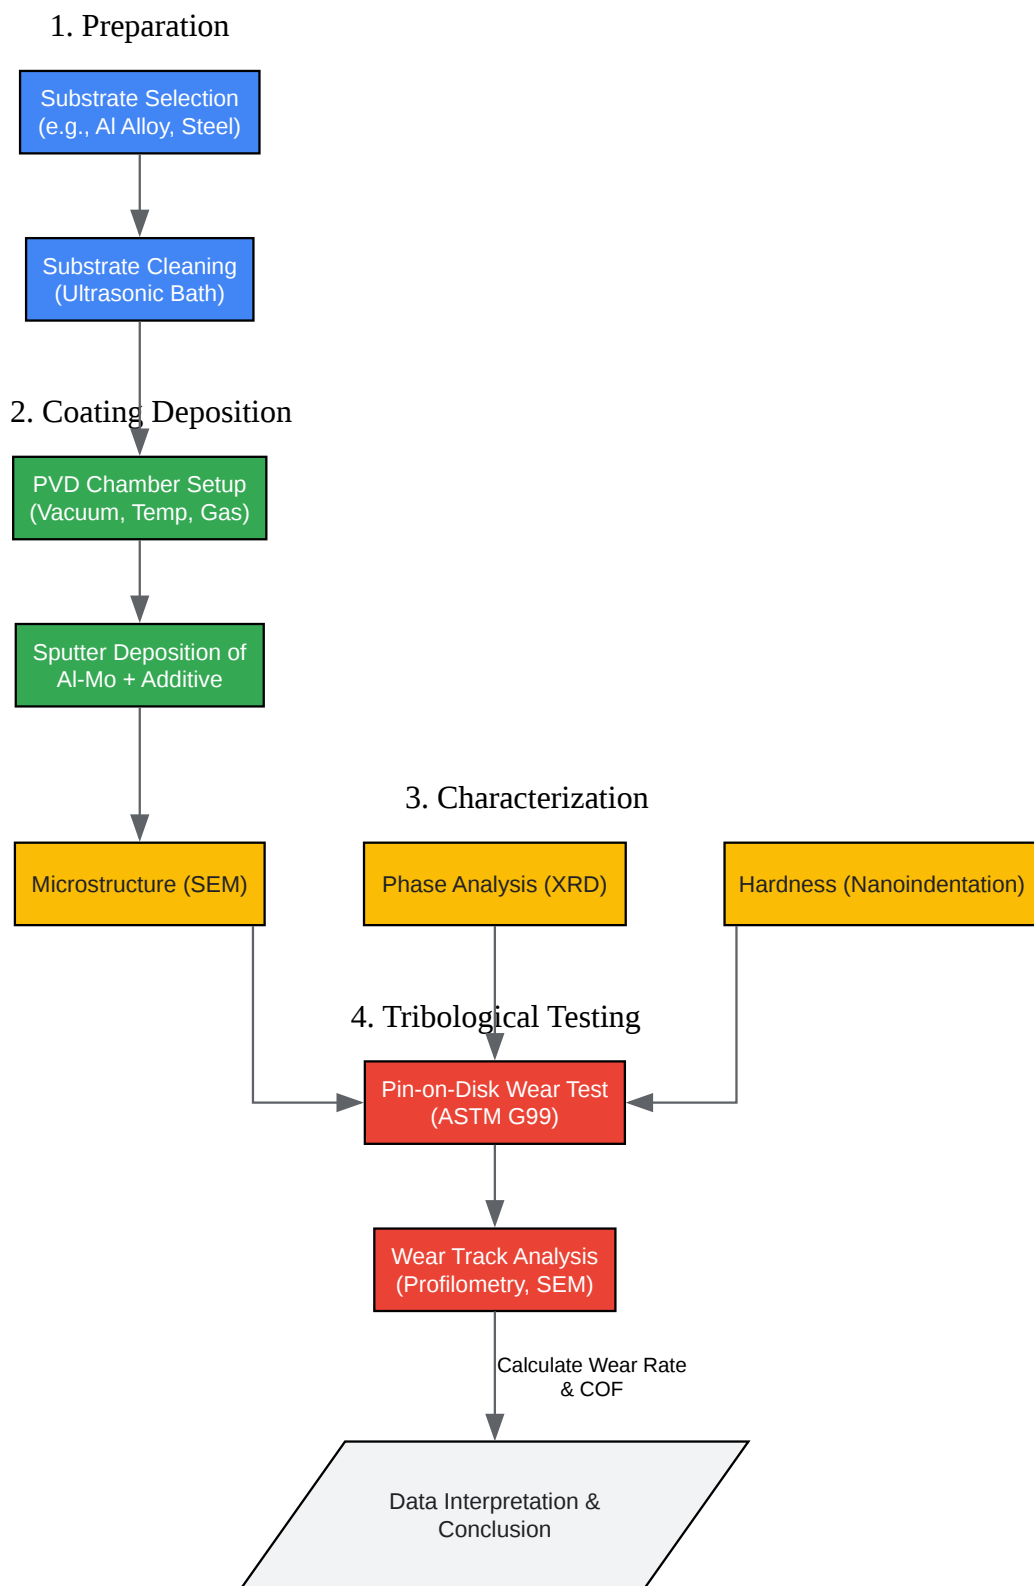 1. Preparation
Substrate Selection
(e.g., Al Alloy, Steel)
Substrate Cleaning
(Ultrasonic Bath)
2. Coating Deposition
PVD Chamber Setup
(Vacuum, Temp, Gas)
Sputter Deposition of
Al-Mo + Additive
3. Characterization
Microstructure (SEM)
Phase Analysis (XRD)
Hardness (Nanoindentation)
4. Tribological Testing
Pin-on-Disk Wear Test
(ASTM G99)
Wear Track Analysis
(Profilometry, SEM)
Calculate Wear Rate
& COF
Data Interpretation &
Conclusion